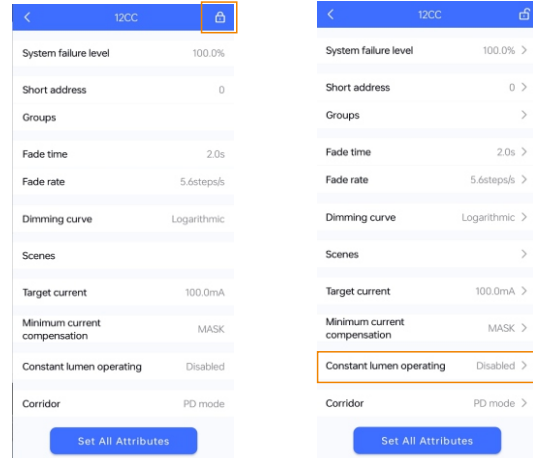 12CC
System failure level 100.0%
Short address 0
Groups
Fade time 2.0s
Fade rate 5.6steps/s
Dimming curve Logarithmic
Scenes
Target current 100.0mA
Minimum current
compensation MASK
Constant lumen operating Disabled
Corridor PD mode
Set All Attributes
12CC
System failure level 100.0%
Short address 0
Groups
Fade time 2.0s
Fade rate 5.6steps/s
Dimming curve Logarithmic
Scenes
Target current 100.0mA
Minimum current
compensation MASK
Constant lumen operating Disabled
Corridor PD mode
Set All Attributes